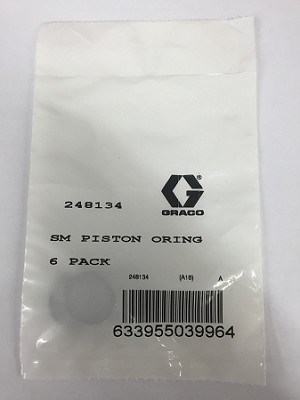 248134
GRACO®
SM PISTON ORING
6 PACK
248134 (A18) A
633955039964